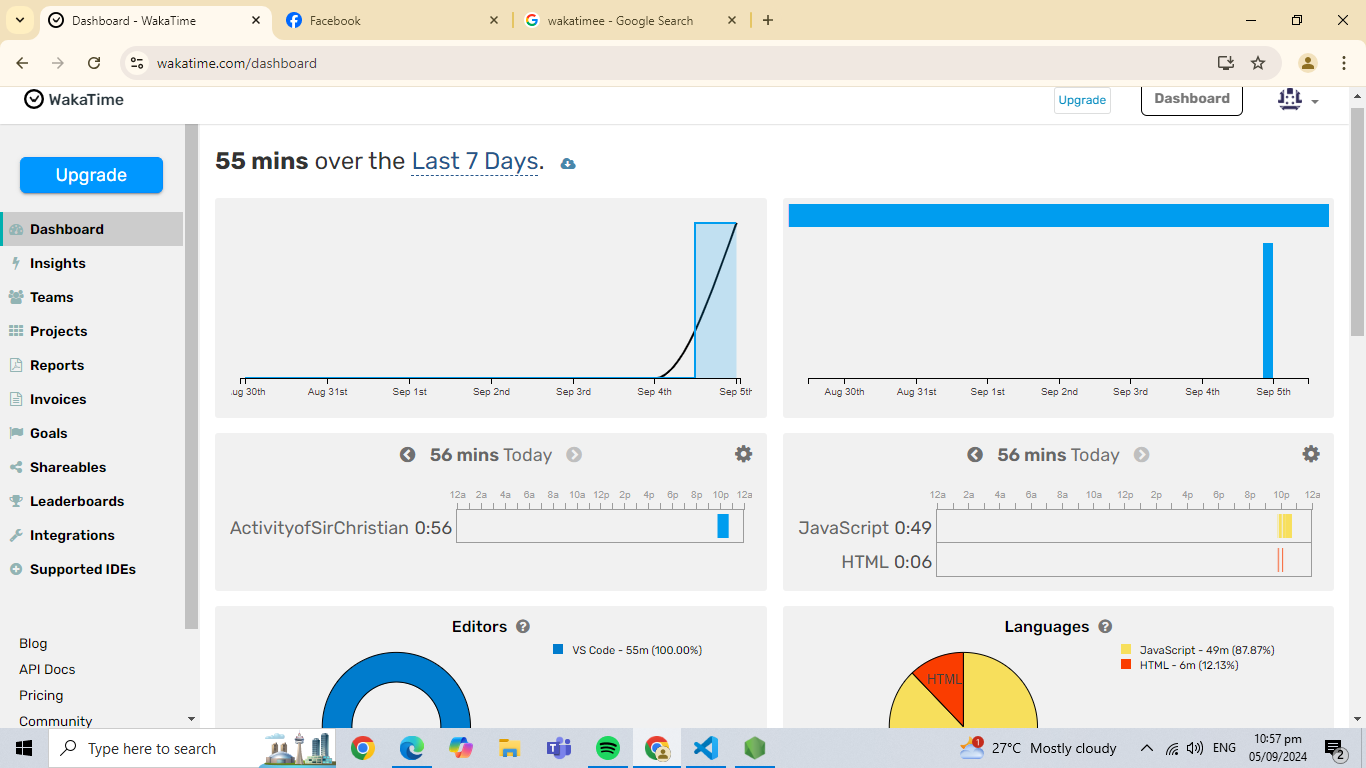 Dashboard - WakaTime
Facebook
wakatimee - Google Search
wakatime.com/dashboard
WakaTime
Upgrade
Dashboard
Upgrade
Dashboard
Insights
Teams
Projects
Reports
Invoices
Goals
Shareables
Leaderboards
Integrations
Supported IDEs
Blog
API Docs
Pricing
Community
55 mins over the Last 7 Days.
ug 30th Aug 31st Sep 1st Sep 2nd Sep 3rd Sep 4th Sep 5th
Aug 30th Aug 31st Sep 1st Sep 2nd Sep 3rd Sep 4th Sep 5th
56 mins Today
12a 2a 4a 6a 8a 10a 12p 2p 4p 6p 8p 10p 12a
ActivityofSirChristian 0:56
56 mins Today
12a 2a 4a 6a 8a 10a 12p 2p 4p 6p 8p 10p 12a
JavaScript 0:49
HTML 0:06
Editors ?
VS Code - 55m (100.00%)
Languages ?
JavaScript - 49m (87.87%)
HTML - 6m (12.13%)
HTML
Type here to search
1
27°C Mostly cloudy
ENG
10:57 pm
05/09/2024
2